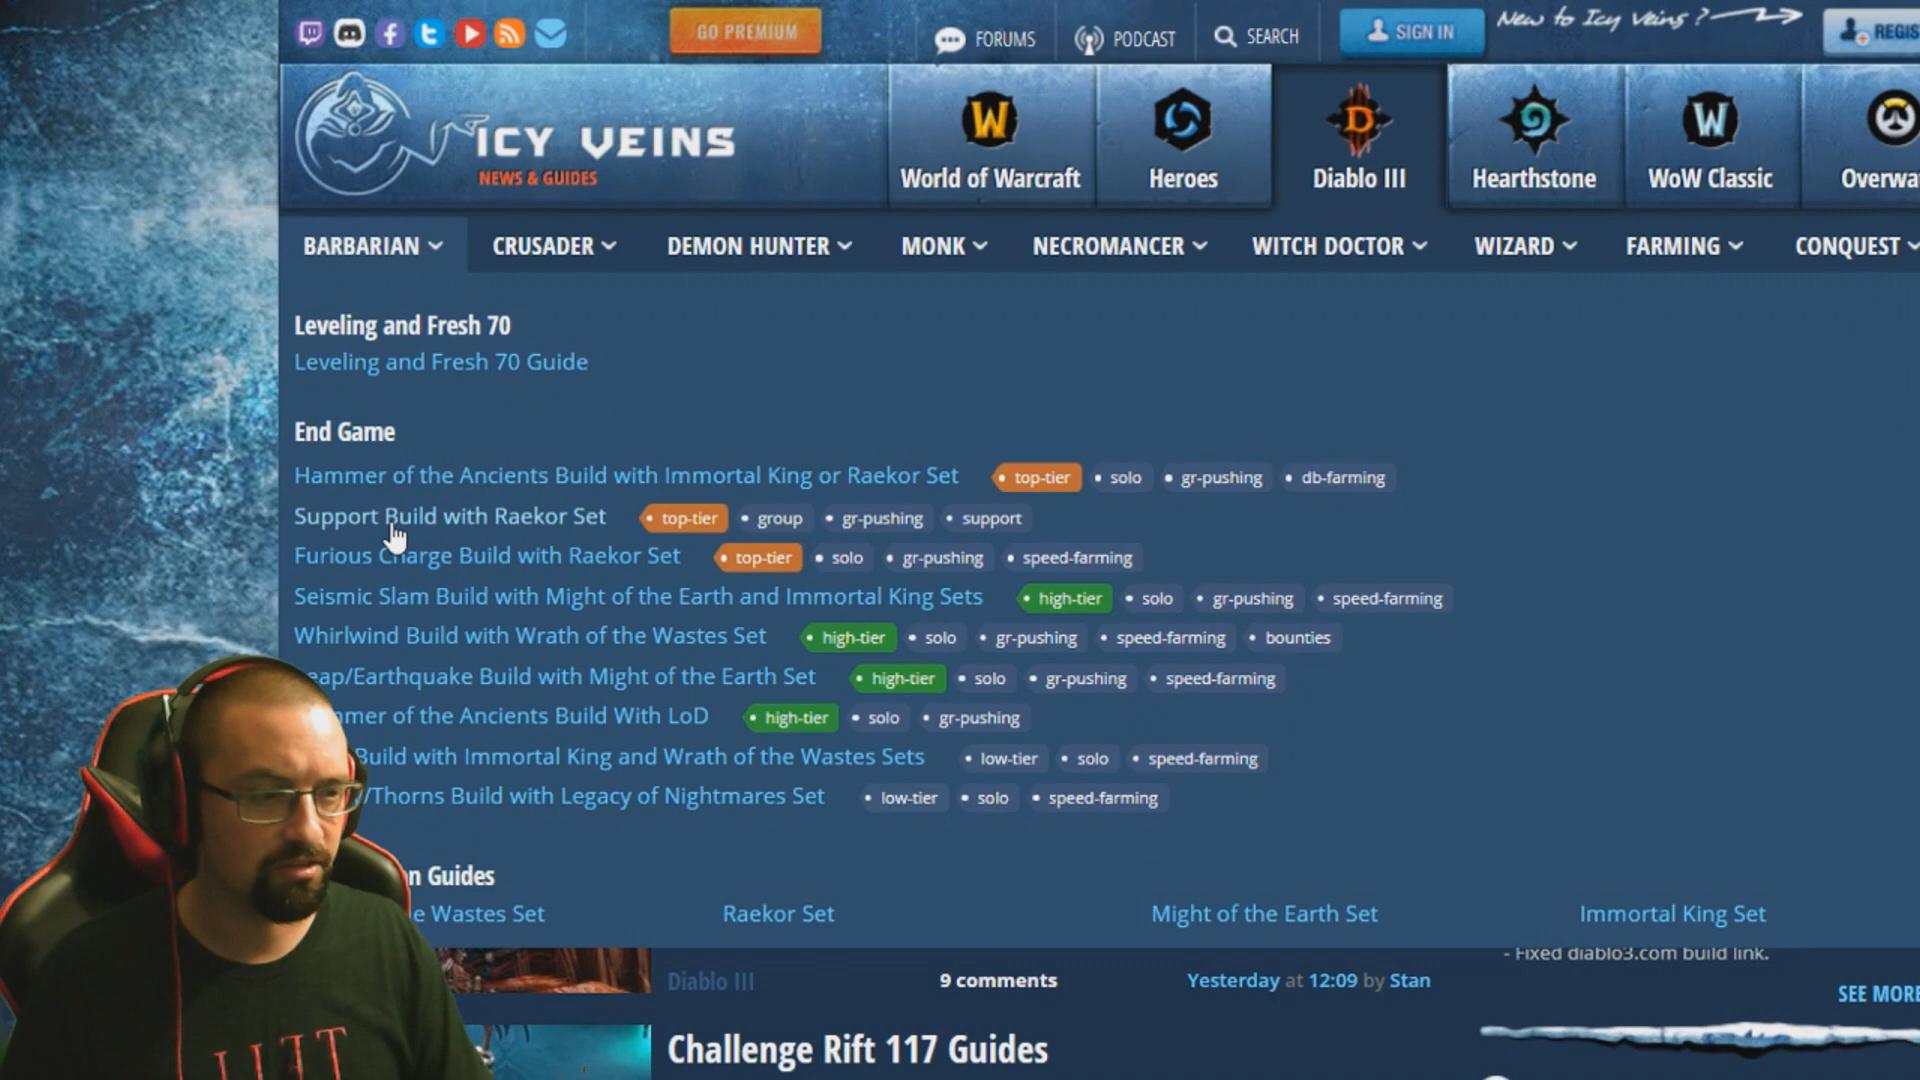 GO PREMIUM
FORUMS
PODCAST
SEARCH
SIGN IN
New to Icy Veins?
REGIS
ICY VEINS
NEWS & GUIDES
World of Warcraft
Heroes
Diablo III
Hearthstone
WoW Classic
Overwa
BARBARIAN
CRUSADER
DEMON HUNTER
MONK
NECROMANCER
WITCH DOCTOR
WIZARD
FARMING
CONQUEST
Leveling and Fresh 70
Leveling and Fresh 70 Guide
End Game
Hammer of the Ancients Build with Immortal King or Raekor Set • top-tier • solo • gr-pushing • db-farming
Support Build with Raekor Set • top-tier • group • gr-pushing • support
Furious Charge Build with Raekor Set • top-tier • solo • gr-pushing • speed-farming
Seismic Slam Build with Might of the Earth and Immortal King Sets • high-tier • solo • gr-pushing • speed-farming
Whirlwind Build with Wrath of the Wastes Set • high-tier • solo • gr-pushing • speed-farming • bounties
eap/Earthquake Build with Might of the Earth Set • high-tier • solo • gr-pushing • speed-farming
mmer of the Ancients Build With LoD • high-tier • solo • gr-pushing
Build with Immortal King and Wrath of the Wastes Sets • low-tier • solo • speed-farming
/Thorns Build with Legacy of Nightmares Set • low-tier • solo • speed-farming
n Guides
e Wastes Set
Raekor Set
Might of the Earth Set
Immortal King Set
- Fixed diablo3.com build link.
Diablo III
9 comments
Yesterday at 12:09 by Stan
SEE MORE
Challenge Rift 117 Guides